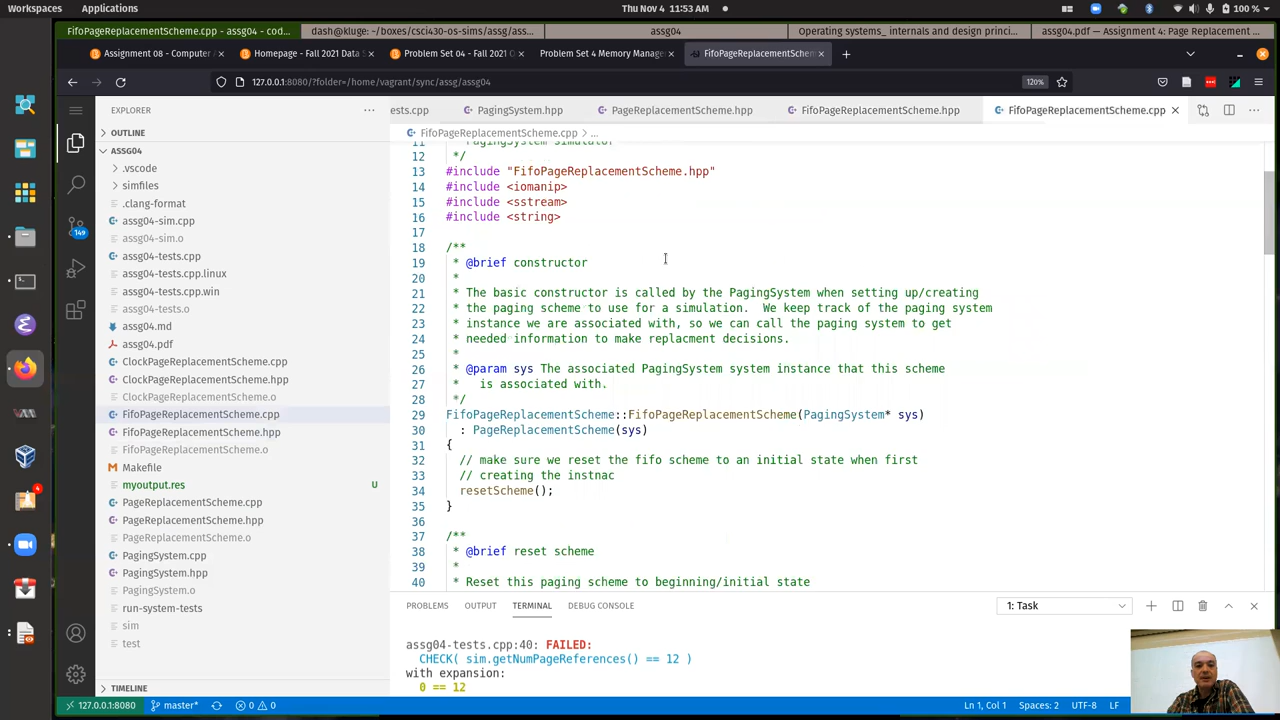 Workspaces Applications Thu Nov 4 11:53 AM 100 %
FifoPageReplacementScheme.cpp - assg04 - cod... dash@kluge: ~/boxes/csci430-os-sims/assg/ass... assg04 Operating systems_ internals and design princi... assg04.pdf — Assignment 4: Page Replacement ...
Assignment 08 - Computer A Homepage - Fall 2021 Data S Problem Set 04 - Fall 2021 O Problem Set 4 Memory Manage FifoPageReplacementScheme
127.0.0.1:8080/?folder=/home/vagrant/sync/assg/assg04 120%
EXPLORER
OUTLINE
ASSG04
.vscode
simfiles
.clang-format
assg04-sim.cpp
assg04-sim.o
assg04-tests.cpp
assg04-tests.cpp.linux
assg04-tests.cpp.win
assg04-tests.o
assg04.md
assg04.pdf
ClockPageReplacementScheme.cpp
ClockPageReplacementScheme.hpp
ClockPageReplacementScheme.o
FifoPageReplacementScheme.cpp
FifoPageReplacementScheme.hpp
FifoPageReplacementScheme.o
Makefile
myoutput.res U
PageReplacementScheme.cpp
PageReplacementScheme.hpp
PageReplacementScheme.o
PagingSystem.cpp
PagingSystem.hpp
PagingSystem.o
run-system-tests
sim
test
TIMELINE
149
4
ests.cpp PagingSystem.hpp PageReplacementScheme.hpp FifoPageReplacementScheme.hpp FifoPageReplacementScheme.cpp
FifoPageReplacementScheme.cpp > ...
11 PagingSystem simulator
12 */
13 #include "FifoPageReplacementScheme.hpp"
14 #include <iomanip>
15 #include <sstream>
16 #include <string>
17
18 /**
19 * @brief constructor
20 *
21 * The basic constructor is called by the PagingSystem when setting up/creating
22 * the paging scheme to use for a simulation. We keep track of the paging system
23 * instance we are associated with, so we can call the paging system to get
24 * needed information to make replacment decisions.
25 *
26 * @param sys The associated PagingSystem system instance that this scheme
27 * is associated with.
28 */
29 FifoPageReplacementScheme::FifoPageReplacementScheme(PagingSystem* sys)
30 : PageReplacementScheme(sys)
31 {
32 // make sure we reset the fifo scheme to an initial state when first
33 // creating the instnac
34 resetScheme();
35 }
36
37 /**
38 * @brief reset scheme
39 *
40 * Reset this paging scheme to beginning/initial state
PROBLEMS OUTPUT TERMINAL DEBUG CONSOLE 1: Task
assg04-tests.cpp:40: FAILED:
CHECK( sim.getNumPageReferences() == 12 )
with expansion:
0 == 12
127.0.0.1:8080 master* 0 0 Ln 1, Col 1 Spaces: 2 UTF-8 LF